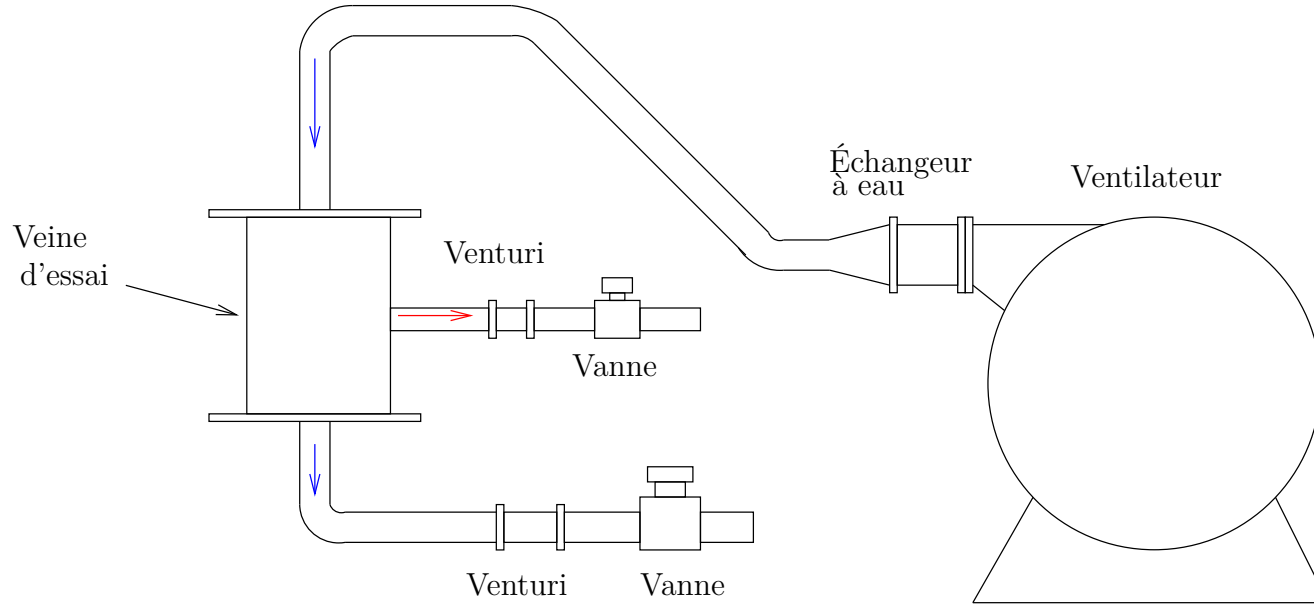 Échangeur
à eau
Ventilateur
Veine
d'essai
Venturi
Vanne
Venturi
Vanne